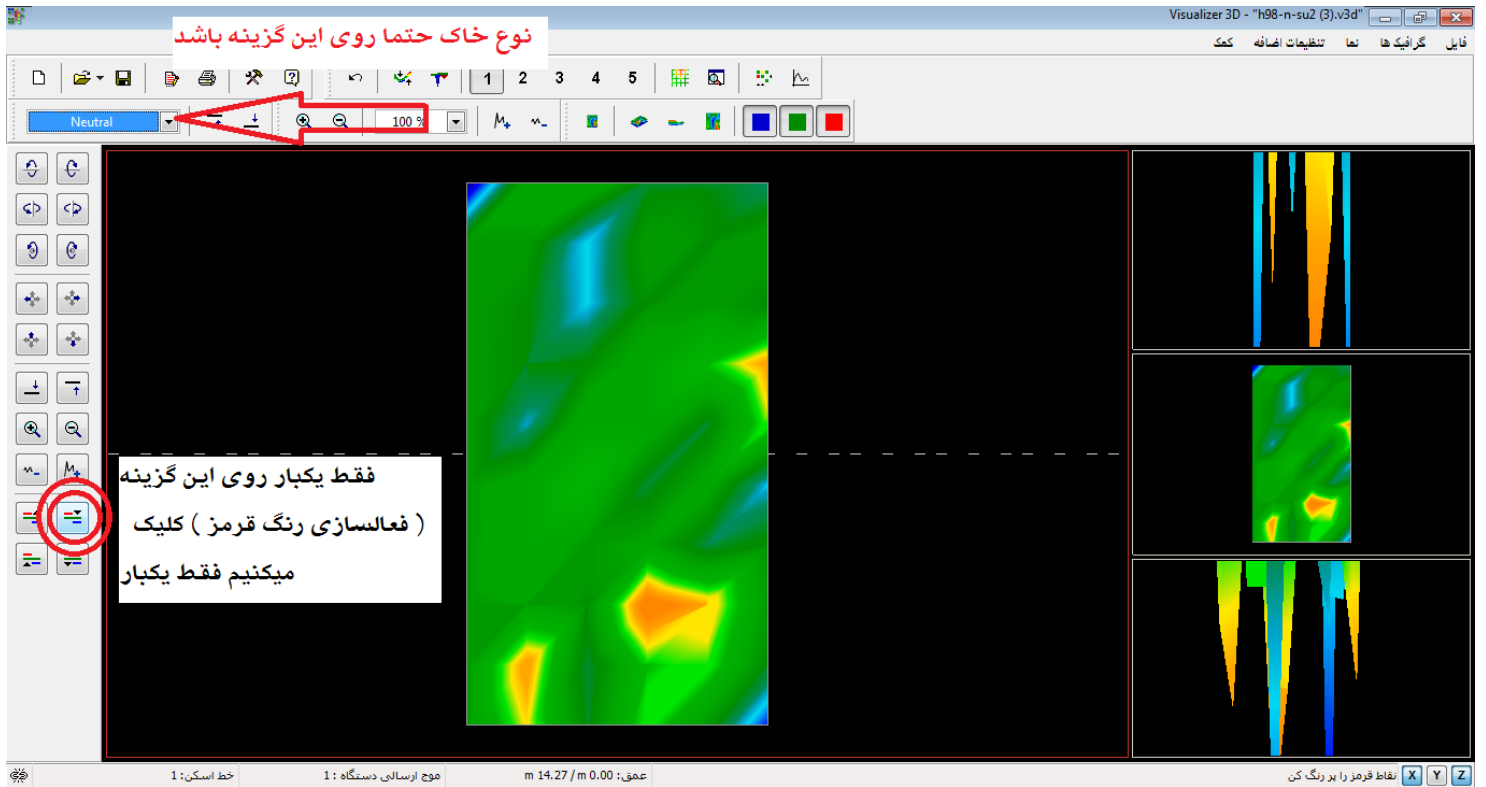 Visualizer 3D - "h98-n-su2 (3).v3d"
نوع خاک حتما روی این گزینه باشد
فایل گرافیک ها نما تنظیمات اضافه کمک
1 2 3 4 5
Neutral
100 %
فقط یکبار روی این گزینه
( فعالسازی رنگ قرمز ) کلیک
میکنیم فقط یکبار
خط اسکن: 1
موج ارسالی دستگاه : 1
عمق: 0.00 m / 14.27 m
نقاط قرمز را پر رنگ کن
X Y Z